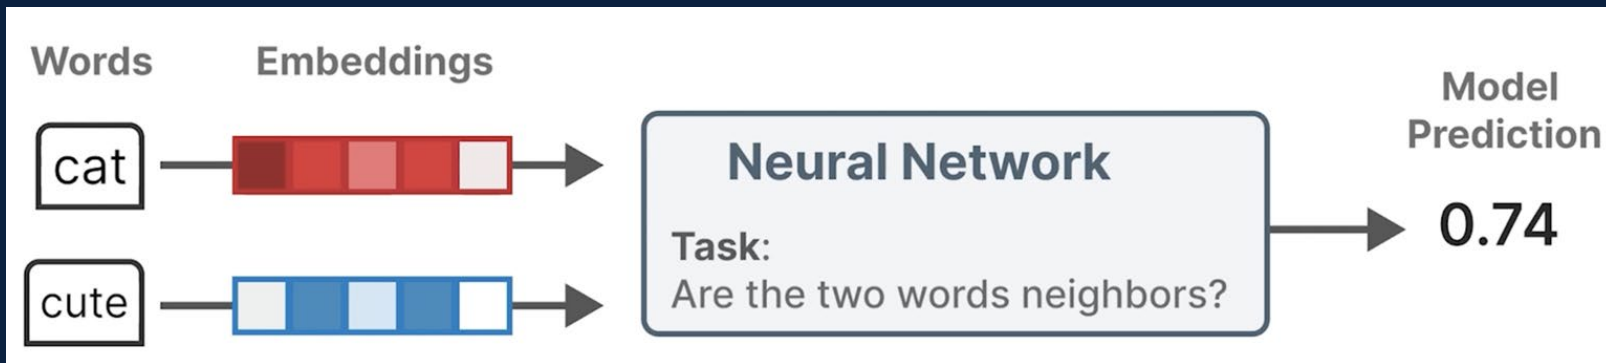 Words
Embeddings
Model
Prediction
cat
Neural Network
0.74
Task:
Are the two words neighbors?
cute